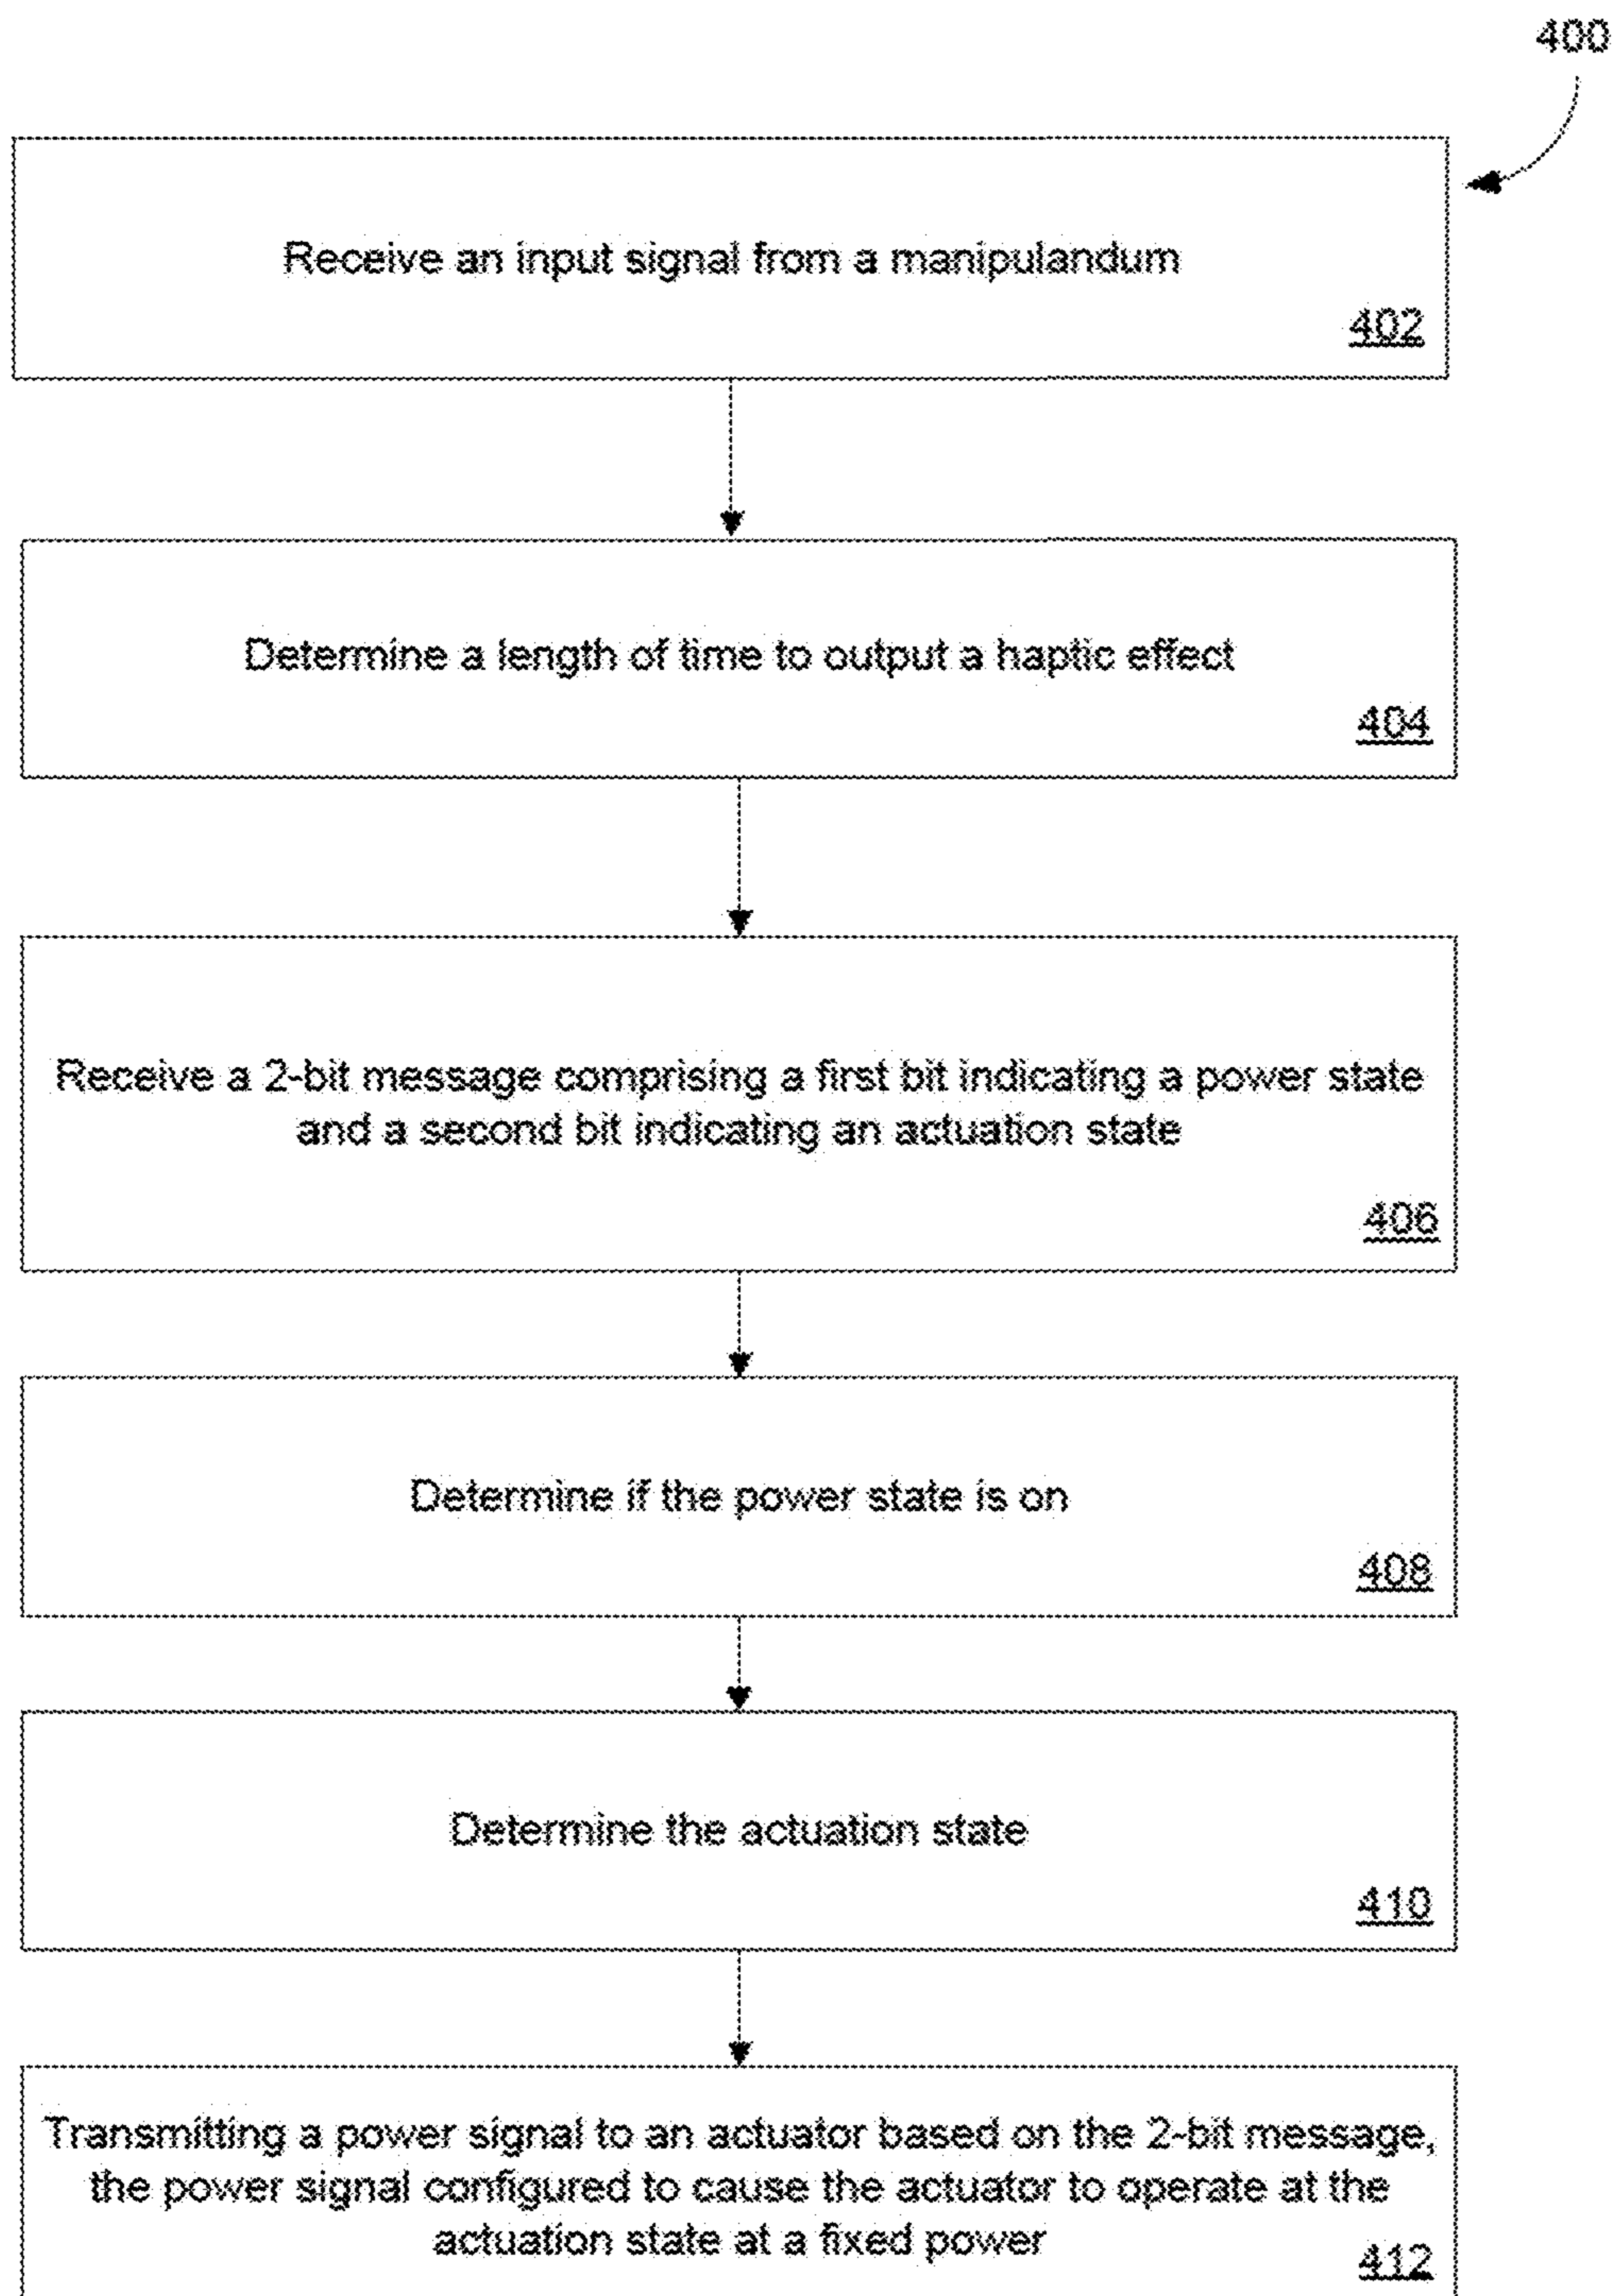 400
Receive an input signal from a manipulandum
402
Determine a length of time to output a haptic effect
404
Receive a 2-bit message comprising a first bit indicating a power state
and a second bit indicating an actuation state
406
Determine if the power state is on
408
Determine the actuation state
410
Transmitting a power signal to an actuator based on the 2-bit message,
the power signal configured to cause the actuator to operate at the
actuation state at a fixed power
412